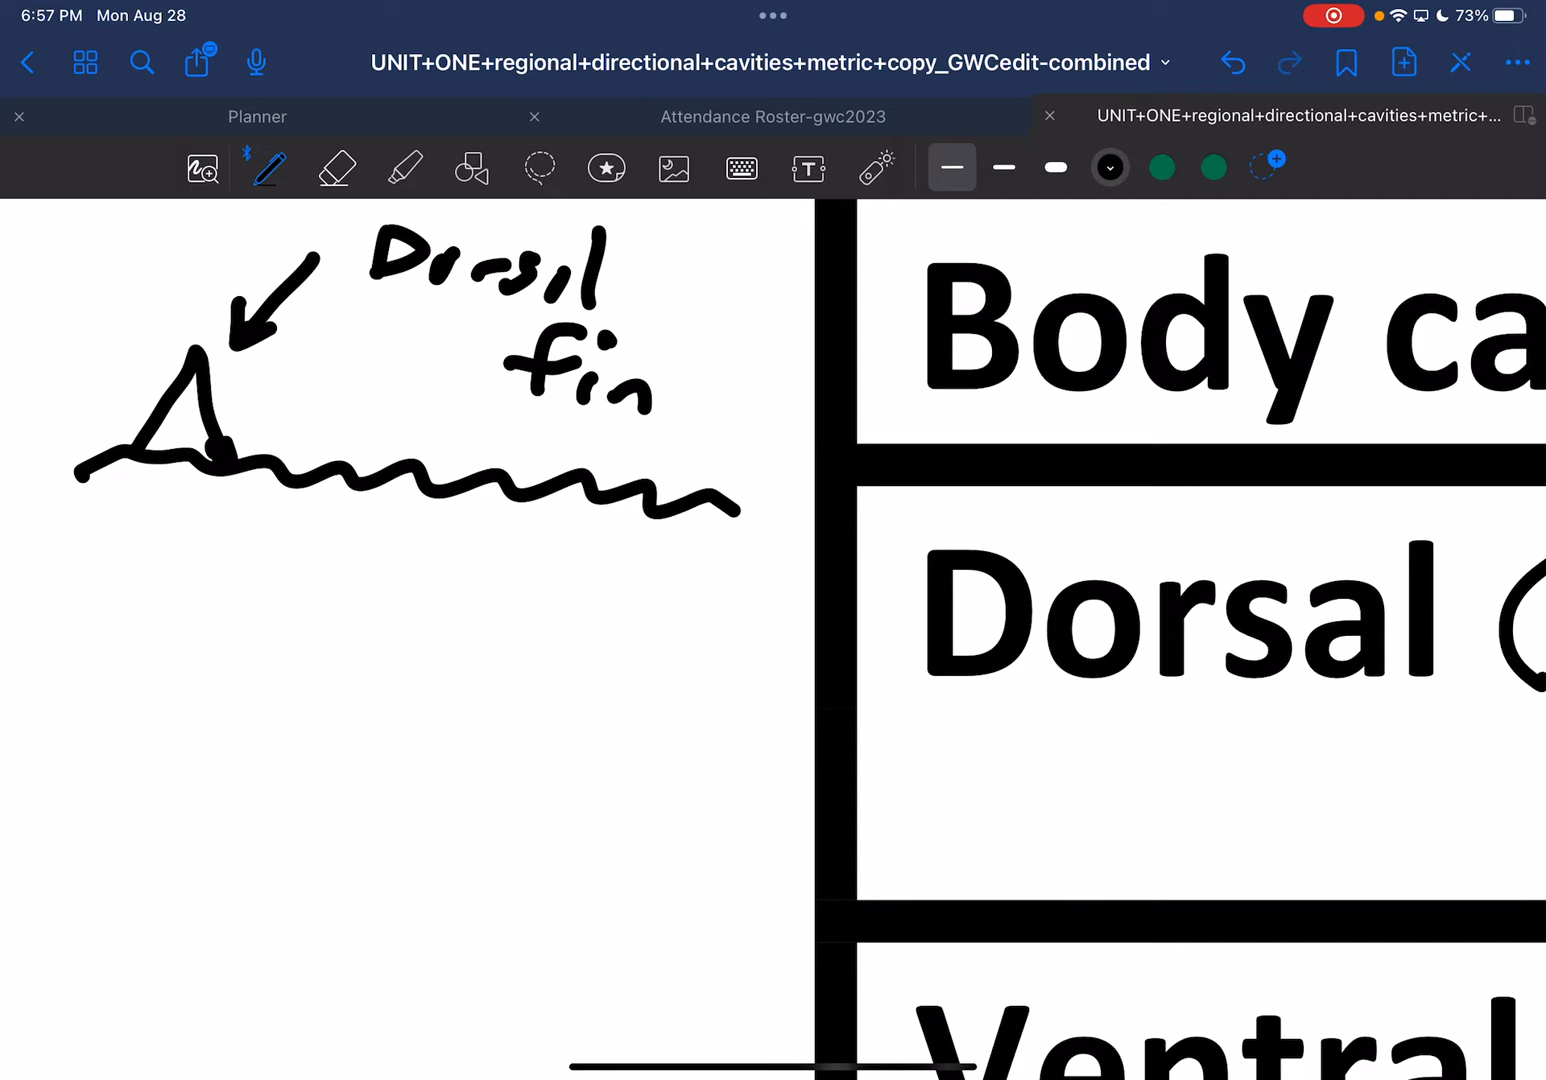 6:57 PM Mon Aug 28
73%
UNIT+ONE+regional+directional+cavities+metric+copy_GWCedit-combined
Planner
Attendance Roster-gwc2023
UNIT+ONE+regional+directional+cavities+metric+...
Dorsal
fin
Body ca
Dorsal
Ventral